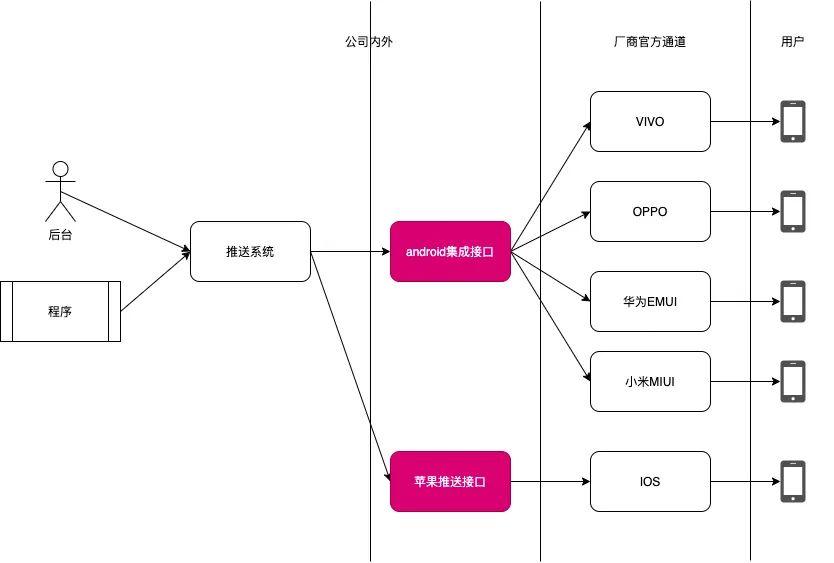 公司内外
厂商官方通道
用户
VIVO
后台
OPPO
推送系统
android集成接口
程序
华为EMUI
小米MIUI
苹果推送接口
IOS